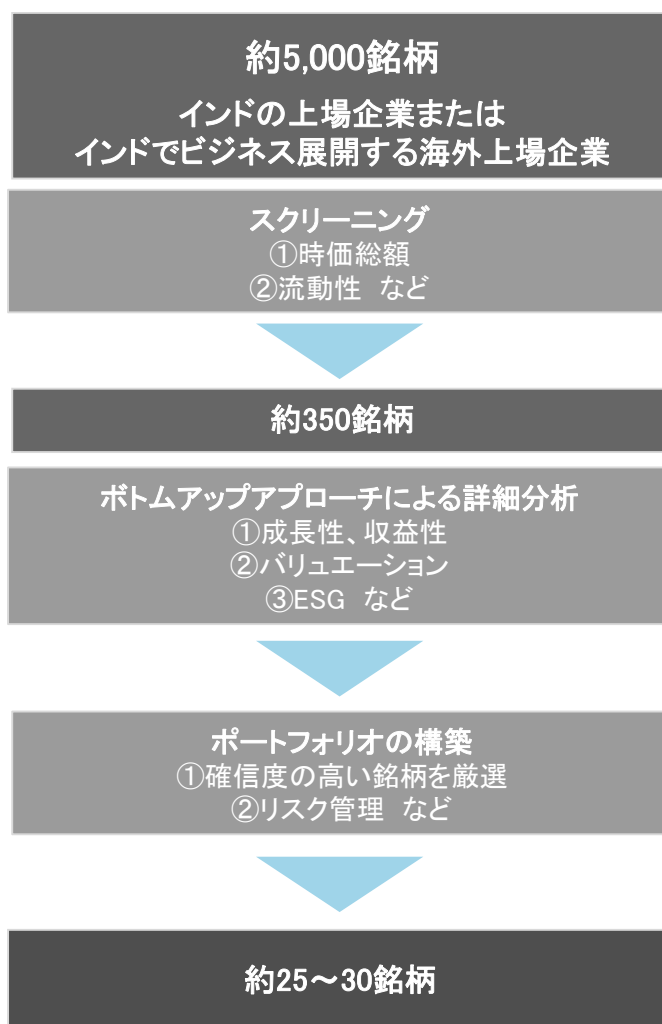 約5,000銘柄
インドの上場企業または
インドでビジネス展開する海外上場企業
スクリーニング
①時価総額
②流動性　など
約350銘柄
ボトムアップアプローチによる詳細分析
①成長性、収益性
②バリュエーション
③ESG　など
ポートフォリオの構築
①確信度の高い銘柄を厳選
②リスク管理　など
約25～30銘柄